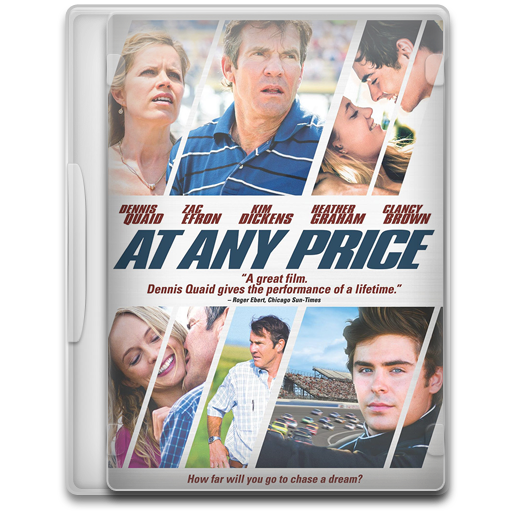 DENNIS QUAID
ZAC EFRON
KIM DICKENS
HEATHER GRAHAM
CLANCY BROWN
AT ANY PRICE
“A great film.
Dennis Quaid gives the performance of a lifetime.”
– Roger Ebert, Chicago Sun-Times
How far will you go to chase a dream?